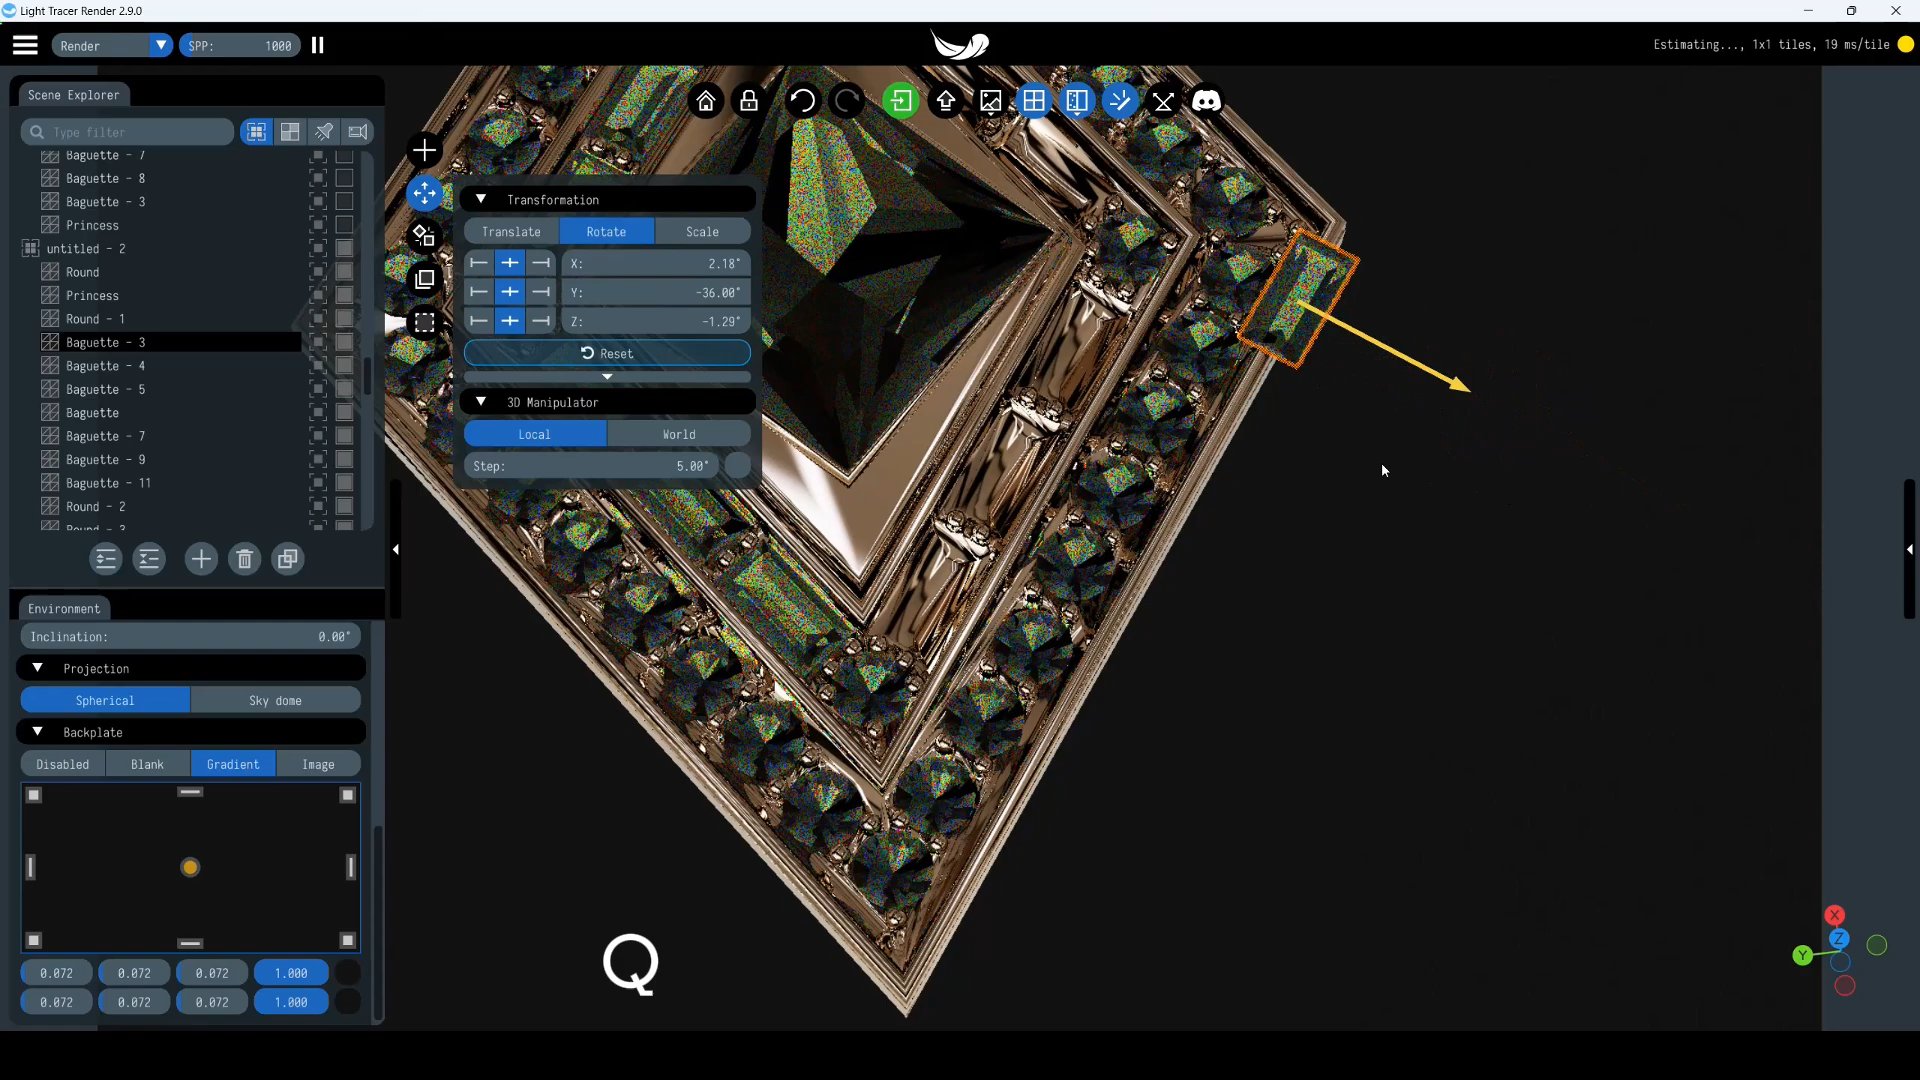 Light Tracer Render 2.9.0
Render
SPP: 1000
Estimating..., 1x1 tiles, 19 ms/tile
Scene Explorer
Type filter
Baguette - 7
Baguette - 8
Baguette - 3
Princess
untitled - 2
Round
Princess
Round - 1
Baguette - 3
Baguette - 4
Baguette - 5
Baguette
Baguette - 7
Baguette - 9
Baguette - 11
Round - 2
Round - 3
Transformation
Translate Rotate Scale
X: 2.18°
Y: -36.00°
Z: -1.29°
Reset
3D Manipulator
Local World
Step: 5.00°
Environment
Inclination: 0.00°
Projection
Spherical Sky dome
Backplate
Disabled Blank Gradient Image
0.072 0.072 0.072 1.000
0.072 0.072 0.072 1.000
Q
X
Z
Y